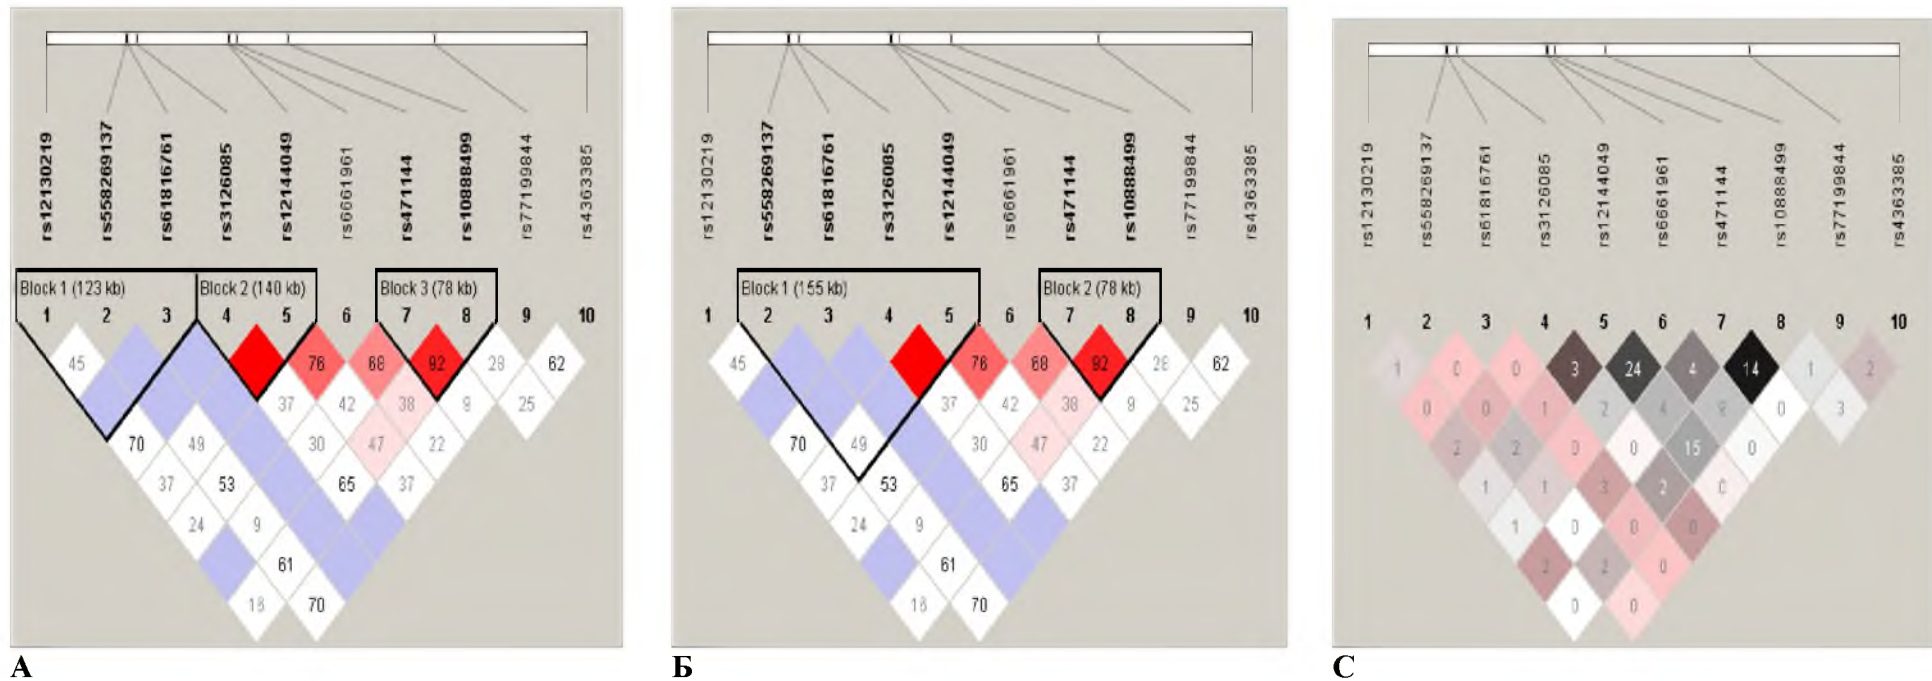 rs12130219 rs558269137 rs61816761 rs3126085 rs12144049 rs6661961 rs471144 rs10888499 rs77199844 rs4363385
Block 1 (123 kb) Block 2 (140 kb) Block 3 (78 kb)
1 2 3 4 5 6 7 8 9 10
45 76 68 92 28 62
37 42 38 9 25
70 49 30 47 22
37 53 65 37
24 9
61
18 70
А
rs12130219 rs558269137 rs61816761 rs3126085 rs12144049 rs6661961 rs471144 rs10888499 rs77199844 rs4363385
Block 1 (155 kb) Block 2 (78 kb)
1 2 3 4 5 6 7 8 9 10
45 76 68 92 28 62
37 42 38 9 25
70 49 30 47 22
37 53 65 37
24 9
61
18 70
Б
rs12130219 rs558269137 rs61816761 rs3126085 rs12144049 rs6661961 rs471144 rs10888499 rs77199844 rs4363385
1 2 3 4 5 6 7 8 9 10
1 0 0 3 24 4 14 1 2
0 0 1 2 4 0 3
2 2 0 0 15 0
1 1 3 2 0
1 0 0 0
2 2 0
0 0
С